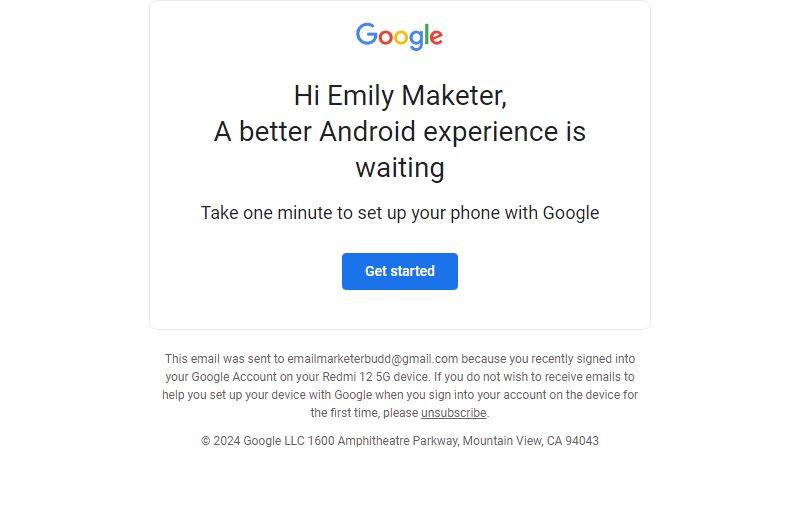 Google
Hi Emily Maketer,
A better Android experience is
waiting
Take one minute to set up your phone with Google
Get started
This email was sent to emailmarketerbudd@gmail.com because you recently signed into
your Google Account on your Redmi 12 5G device. If you do not wish to receive emails to
help you set up your device with Google when you sign into your account on the device for
the first time, please unsubscribe.
© 2024 Google LLC 1600 Amphitheatre Parkway, Mountain View, CA 94043